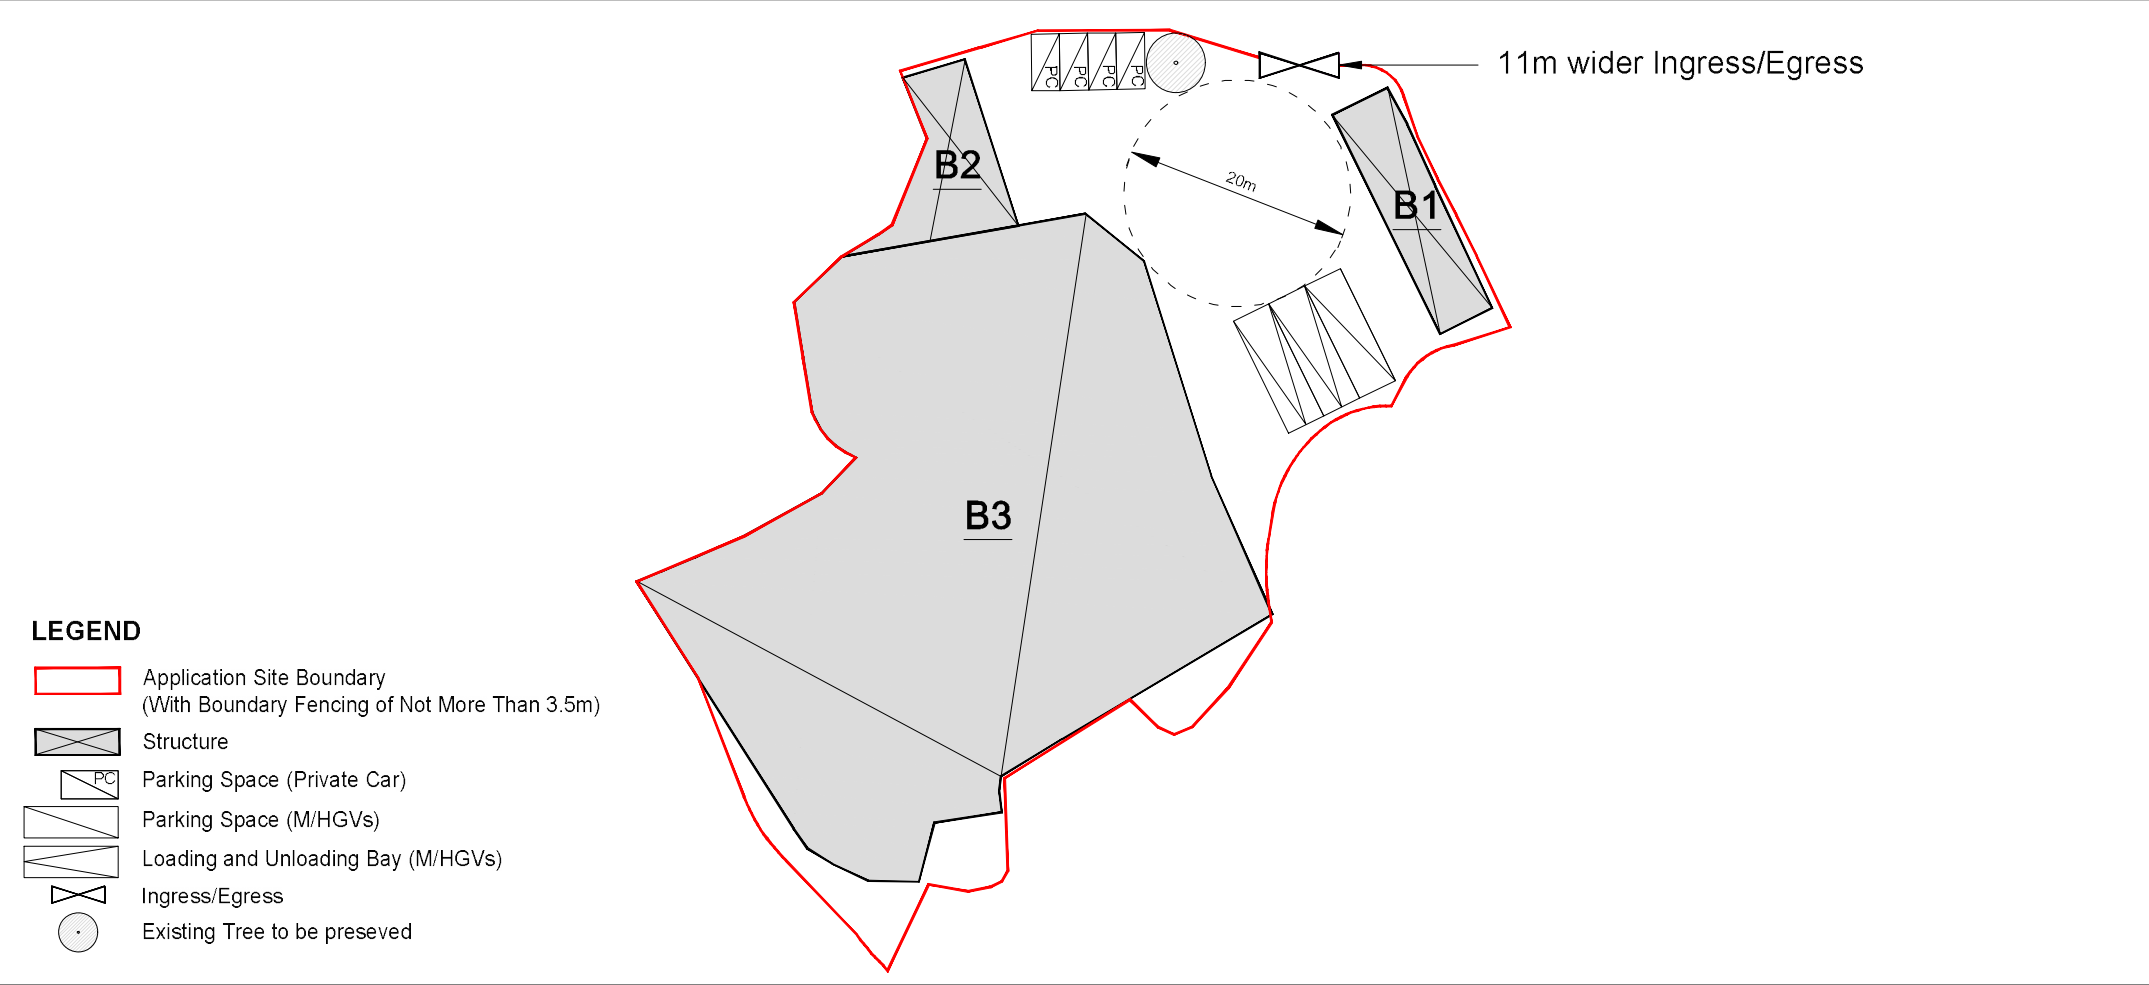 11m wider Ingress/Egress
PC PC PC PC
B2
20m
B1
B3
LEGEND
Application Site Boundary
(With Boundary Fencing of Not More Than 3.5m)
Structure
PC Parking Space (Private Car)
Parking Space (M/HGVs)
Loading and Unloading Bay (M/HGVs)
Ingress/Egress
Existing Tree to be preseved